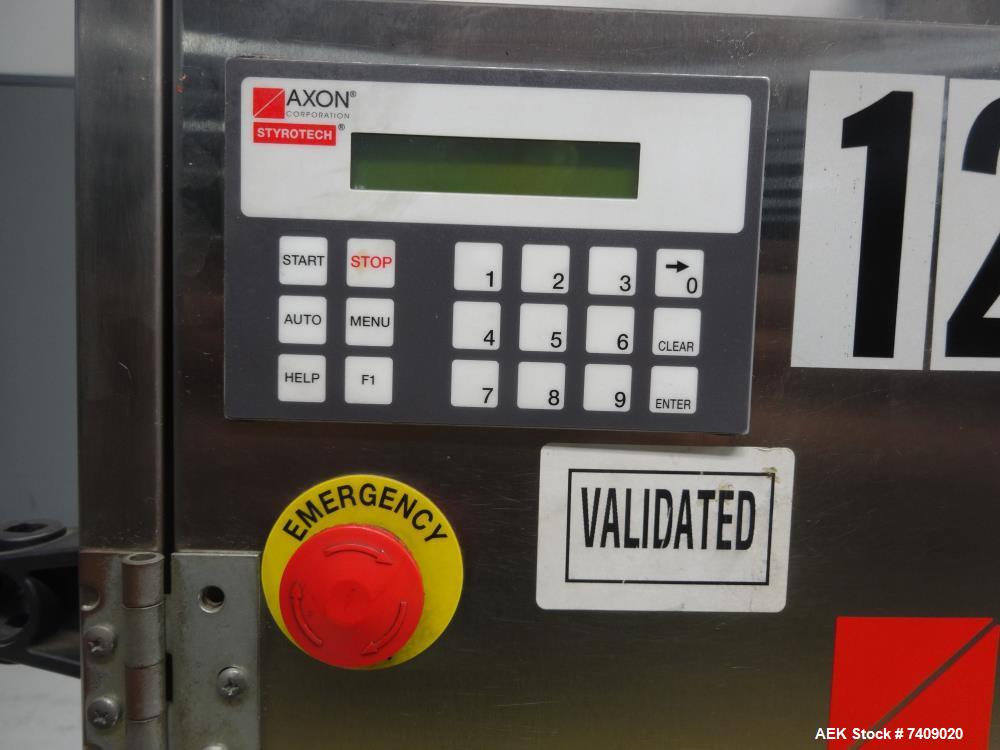 AXON®
CORPORATION
STYROTECH®
START STOP 1 2 3 → 0
AUTO MENU 4 5 6 CLEAR
HELP F1 7 8 9 ENTER
12
EMERGENCY
VALIDATED
AEK Stock # 7409020